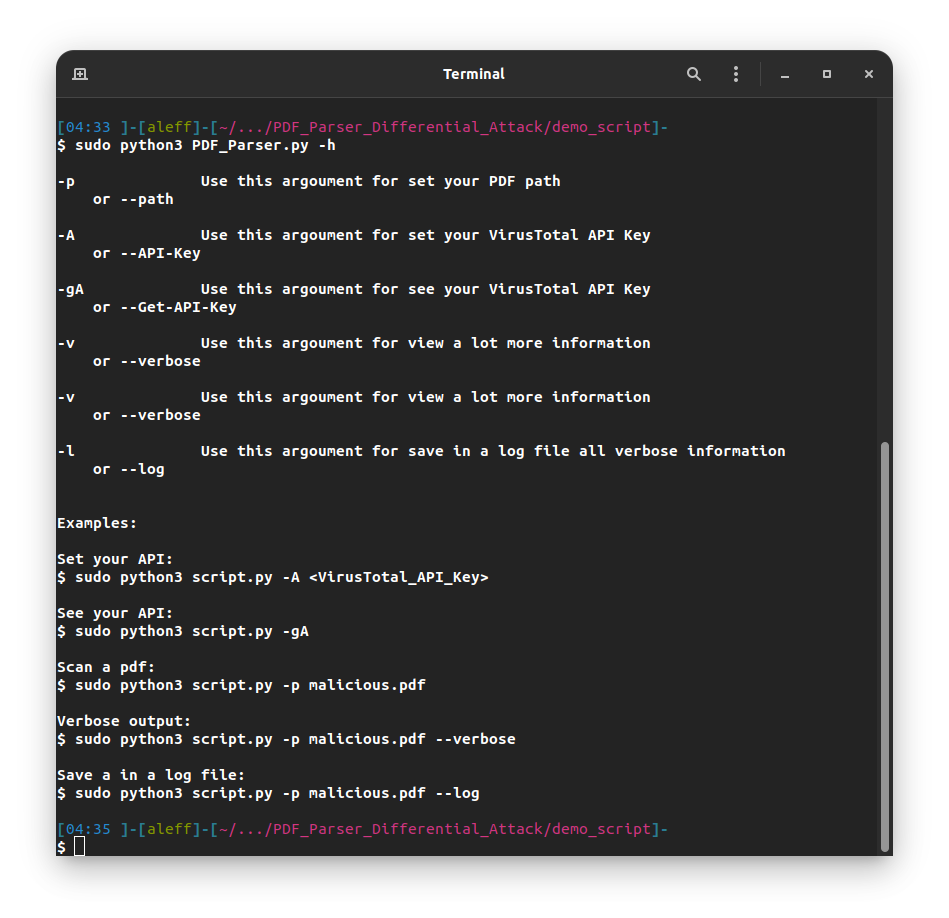 Terminal
[04:33 ]-[aleff]-[~/.../PDF_Parser_Differential_Attack/demo_script]-
$ sudo python3 PDF_Parser.py -h
-p              Use this argoument for set your PDF path
    or --path
-A              Use this argoument for set your VirusTotal API Key
    or --API-Key
-gA             Use this argoument for see your VirusTotal API Key
    or --Get-API-Key
-v              Use this argoument for view a lot more information
    or --verbose
-v              Use this argoument for view a lot more information
    or --verbose
-l              Use this argoument for save in a log file all verbose information
    or --log
Examples:
Set your API:
$ sudo python3 script.py -A <VirusTotal_API_Key>
See your API:
$ sudo python3 script.py -gA
Scan a pdf:
$ sudo python3 script.py -p malicious.pdf
Verbose output:
$ sudo python3 script.py -p malicious.pdf --verbose
Save a in a log file:
$ sudo python3 script.py -p malicious.pdf --log
[04:35 ]-[aleff]-[~/.../PDF_Parser_Differential_Attack/demo_script]-
$